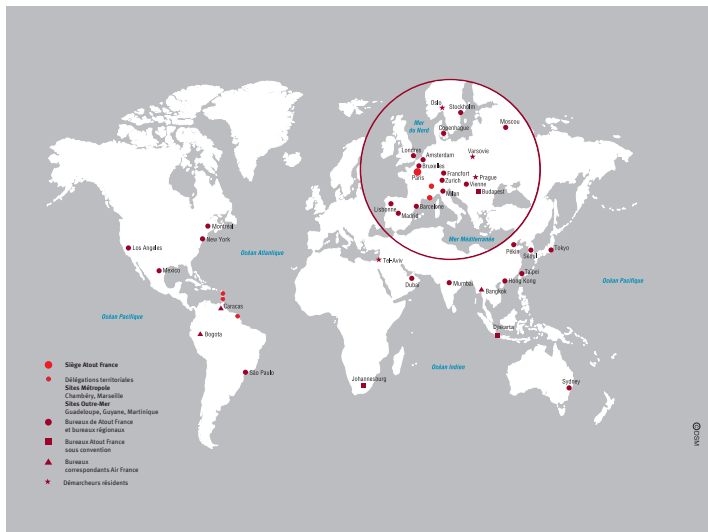 Oslo
Stockholm
Mer
du Nord
Copenhague
Moscou
Londres
Amsterdam
Varsovie
Bruxelles
Paris
Francfort
Zurich
Prague
Vienne
Milan
Budapest
Lisbonne
Madrid
Barcelone
Mer Méditerranée
Montréal
New York
Los Angeles
Océan Atlantique
Mexico
Tel-Aviv
Dubaï
Mumbai
Pékin
Séoul
Tokyo
Taipei
Hong Kong
Bangkok
Océan Pacifique
Caracas
Océan Pacifique
Bogota
Djakarta
Océan Indien
São Paulo
Johannesburg
Sydney
Siège Atout France
Délégations territoriales
Sites Métropole
Chambéry, Marseille
Sites Outre-Mer
Guadeloupe, Guyane, Martinique
Bureaux de Atout France
et bureaux régionaux
Bureaux Atout France
sous convention
Bureaux
correspondants Air France
Démarcheurs résidents
© DSM